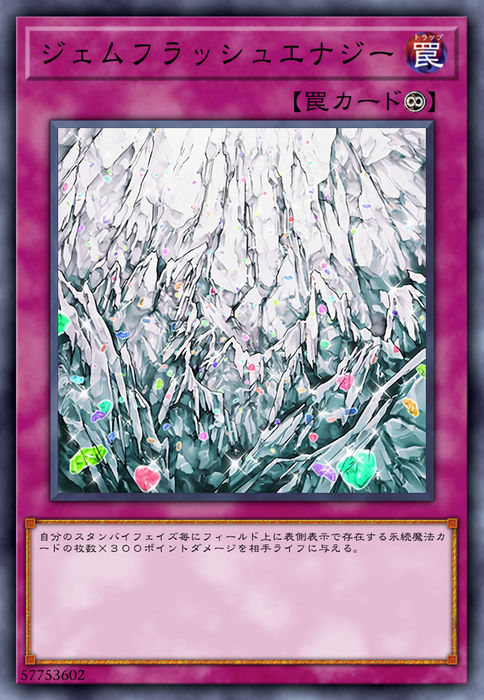 ジェムフラッシュエナジー
トラップ
罠
【罠カード】
自分のスタンバイフェイズ毎にフィールド上に表側表示で存在する永続魔法カ
ードの枚数×３００ポイントダメージを相手ライフに与える。
57753602